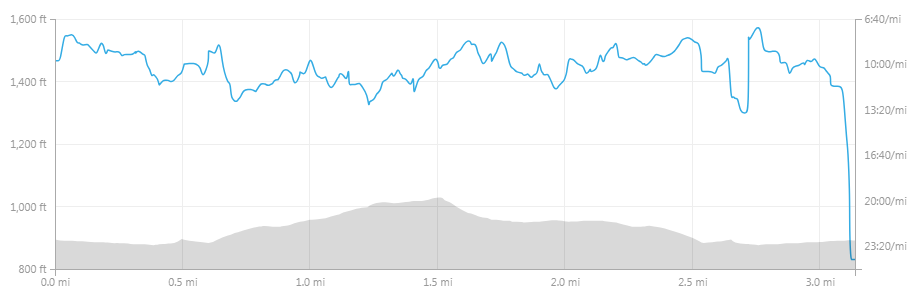 1,600 ft
6:40/mi
1,400 ft
10:00/mi
13:20/mi
1,200 ft
16:40/mi
1,000 ft
20:00/mi
23:20/mi
800 ft
0.0 mi 0.5 mi 1.0 mi 1.5 mi 2.0 mi 2.5 mi 3.0 mi